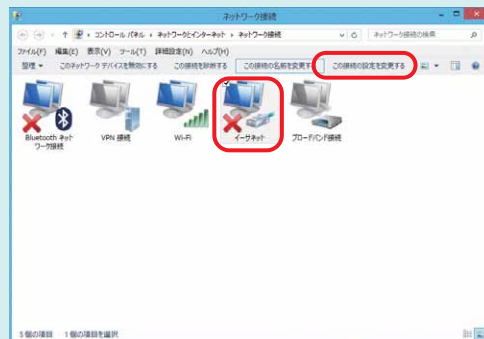 ネットワーク接続
コントロール パネル ネットワークとインターネット ネットワーク接続
ネットワーク接続の検索
ファイル(F) 編集(E) 表示(V) ツール(T) 詳細設定(N) ヘルプ(H)
整理 このネットワーク デバイスを無効にする この接続を診断する この接続の名前を変更する この接続の設定を変更する
Bluetooth ネットワーク接続
VPN 接続
Wi-Fi
イーサネット
ブロードバンド接続
5 個の項目 1 個の項目を選択